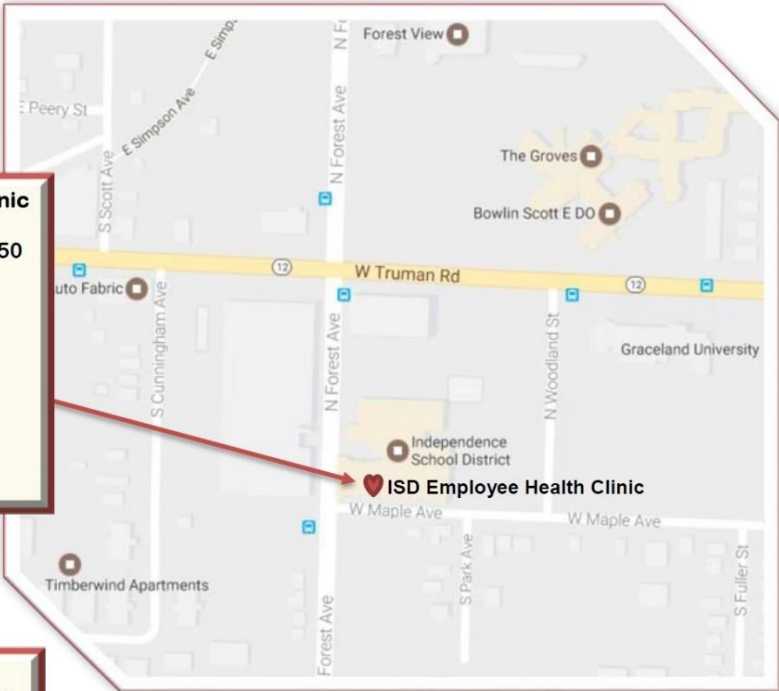 Forest View
N Fo
E Simps
E Peery St
E Simpson Ave
N Forest Ave
S Scott Ave
The Groves
Bowlin Scott E DO
nic
50
12
W Truman Rd
12
uto Fabric
S Cunningham Ave
N Forest Ave
N Woodland St
Graceland University
Independence
School District
ISD Employee Health Clinic
W Maple Ave
W Maple Ave
S Park Ave
S Fuller St
Timberwind Apartments
Forest Ave